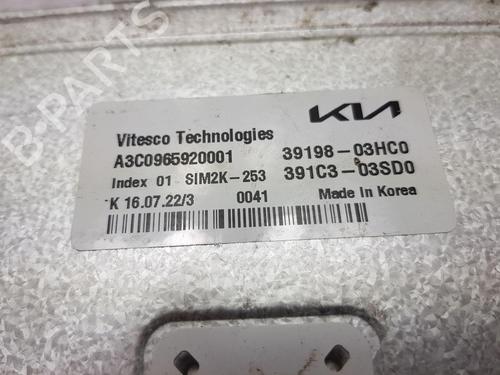 B-PARTS
KIA
Vitesco Technologies
A3C0965920001 39198-03HC0
Index 01 SIM2K-253 391C3-03SD0
K 16.07.22/3 0041 Made In Korea